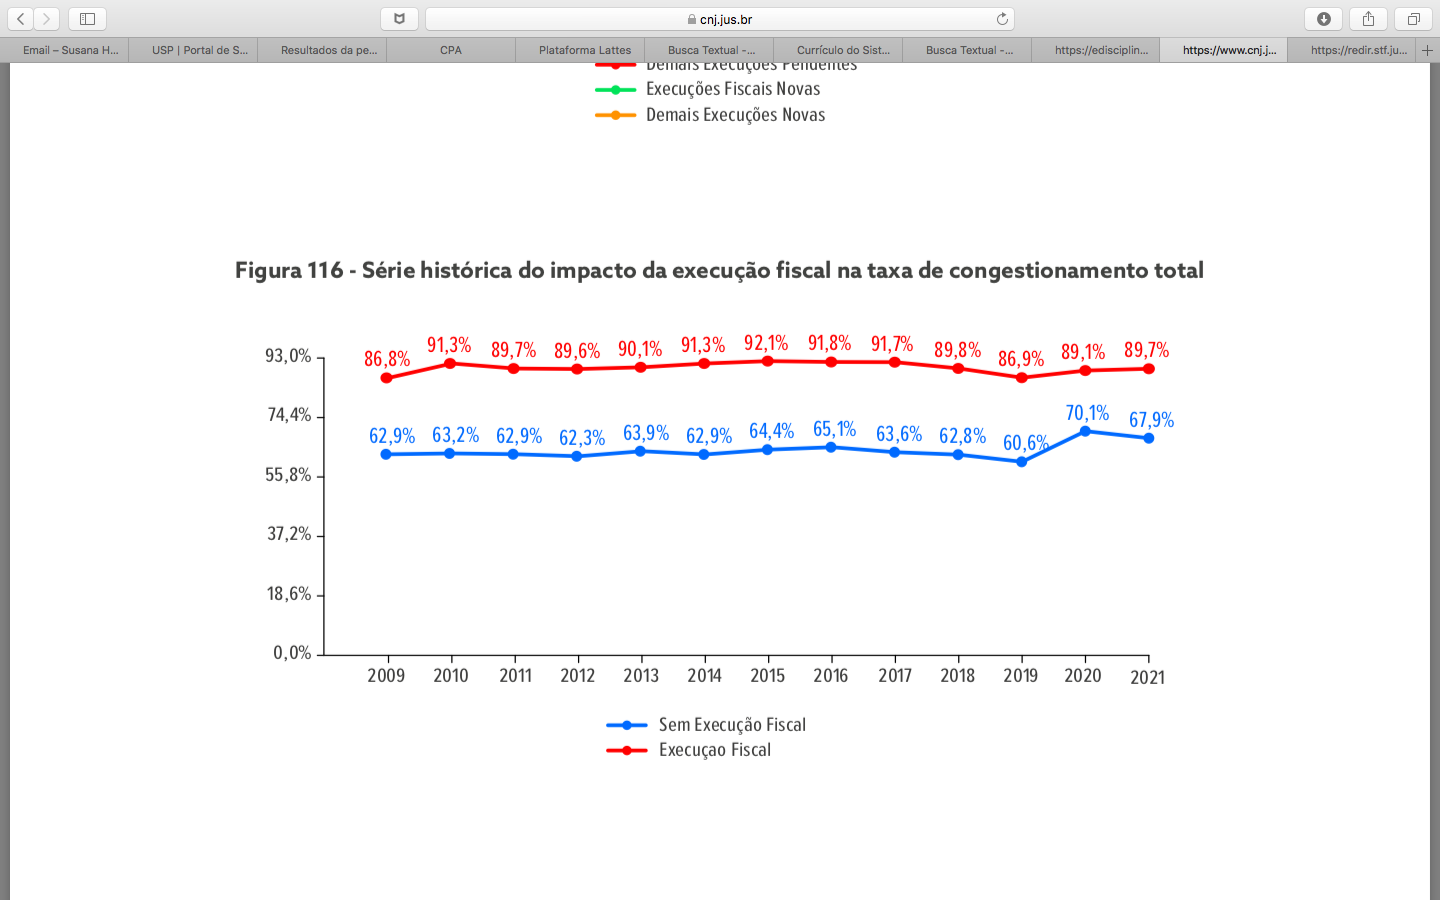 cnj.jus.br
Email – Susana H...
USP | Portal de S...
Resultados da pe...
CPA
Plataforma Lattes
Busca Textual -...
Currículo do Sist...
Busca Textual -...
https://edisciplin...
https://www.cnj.j...
https://redir.stf.ju...
Demais Execuções Pendentes
Execuções Fiscais Novas
Demais Execuções Novas
Figura 116 - Série histórica do impacto da execução fiscal na taxa de congestionamento total
93,0%
74,4%
55,8%
37,2%
18,6%
0,0%
86,8% 91,3% 89,7% 89,6% 90,1% 91,3% 92,1% 91,8% 91,7% 89,8% 86,9% 89,1% 89,7%
62,9% 63,2% 62,9% 62,3% 63,9% 62,9% 64,4% 65,1% 63,6% 62,8% 60,6% 70,1% 67,9%
2009 2010 2011 2012 2013 2014 2015 2016 2017 2018 2019 2020 2021
Sem Execução Fiscal
Execuçao Fiscal